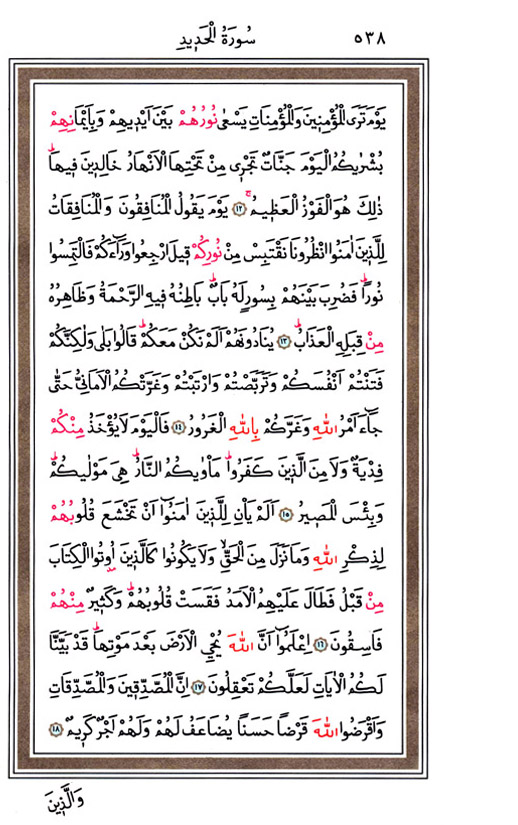 ٥٣٨ سُورَةُ الْحَدِيدِ
يَوْمَ تَرَى الْمُؤْمِنِينَ وَالْمُؤْمِنَاتِ يَسْعٰى نُورُهُمْ بَيْنَ اَيْدِيهِمْ وَبِاَيْمَانِهِمْ
بُشْرٰيكُمُ الْيَوْمَ جَنَّاتٌ تَجْرٖى مِنْ تَحْتِهَا الْاَنْهَارُ خَالِدٖينَ فٖيهَاۜ
ذٰلِكَ هُوَ الْفَوْزُ الْعَظٖيمُۚ ﴿١٢﴾ يَوْمَ يَقُولُ الْمُنَافِقُونَ وَالْمُنَافِقَاتُ
لِلَّذٖينَ اٰمَنُوا انْظُرُونَا نَقْتَبِسْ مِنْ نُورِكُمْۚ قٖيلَ ارْجِعُوا وَرَٓاءَكُمْ فَالْتَمِسُوا
نُورًاۜ فَضُرِبَ بَيْنَهُمْ بِسُورٍ لَهُ بَابٌۜ بَاطِنُهُ فٖيهِ الرَّحْمَةُ وَظَاهِرُهُ
مِنْ قِبَلِهِ الْعَذَابُۜ ﴿١٣﴾ يُنَادُونَهُمْ اَلَمْ نَكُنْ مَعَكُمْۜ قَالُوا بَلٰى وَلٰكِنَّكُمْ
فَتَنْتُمْ اَنْفُسَكُمْ وَتَرَبَّصْتُمْ وَارْتَبْتُمْ وَغَرَّتْكُمُ الْاَمَانِيُّ حَتّٰى
جَٓاءَ اَمْرُ اللّٰهِ وَغَرَّكُمْ بِاللّٰهِ الْغَرُورُ ﴿١٤﴾ فَالْيَوْمَ لَا يُؤْخَذُ مِنْكُمْ
فِدْيَةٌ وَلَا مِنَ الَّذٖينَ كَفَرُواۜ مَأْوٰيكُمُ النَّارُۜ هِيَ مَوْلٰيكُمْۜ
وَبِئْسَ الْمَصٖيرُ ﴿١٥﴾ اَلَمْ يَأْنِ لِلَّذٖينَ اٰمَنُٓوا اَنْ تَخْشَعَ قُلُوبُهُمْ
لِذِكْرِ اللّٰهِ وَمَا نَزَلَ مِنَ الْحَقِّۙ وَلَا يَكُونُوا كَالَّذٖينَ اُو۫تُوا الْكِتَابَ
مِنْ قَبْلُ فَطَالَ عَلَيْهِمُ الْاَمَدُ فَقَسَتْ قُلُوبُهُمْۜ وَكَثٖيرٌ مِنْهُمْ
فَاسِقُونَ ﴿١٦﴾ اِعْلَمُٓوا اَنَّ اللّٰهَ يُحْيِ الْاَرْضَ بَعْدَ مَوْتِهَاۜ قَدْ بَيَّنَّا
لَكُمُ الْاٰيَاتِ لَعَلَّكُمْ تَعْقِلُونَ ﴿١٧﴾ اِنَّ الْمُصَّدِّقٖينَ وَالْمُصَّدِّقَاتِ
وَاَقْرَضُوا اللّٰهَ قَرْضًا حَسَنًا يُضَاعَفُ لَهُمْ وَلَهُمْ اَجْرٌ كَرٖيمٌ ﴿١٨﴾
وَالَّذٖينَ